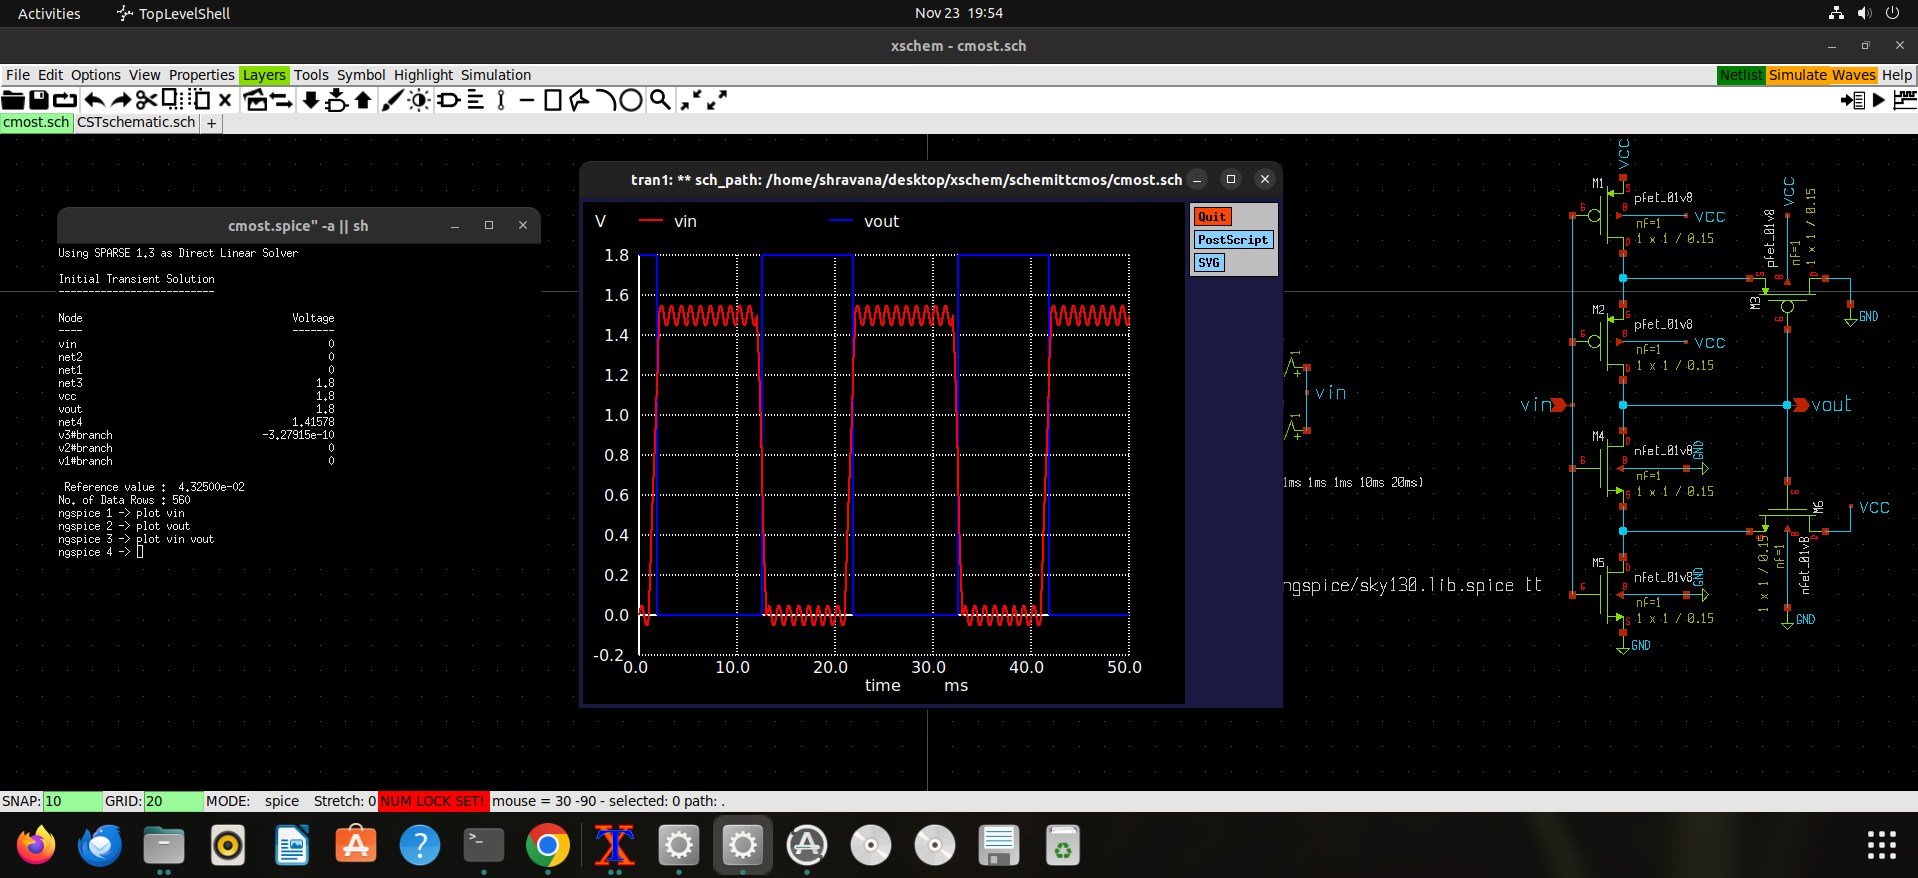 Activities
TopLevelShell
Nov 23 19:54
xschem - cmost.sch
File Edit Options View Properties Layers Tools Symbol Highlight Simulation
Netlist Simulate Waves Help
cmost.sch CSTschematic.sch +
cmost.spice" -a || sh
Using SPARSE 1.3 as Direct Linear Solver
Initial Transient Solution
--------------------------
Node Voltage
---- -------
vin 0
net2 0
net1 0
net3 1.8
vcc 1.8
vout 1.8
net4 1.41578
v3#branch -3.27915e-10
v2#branch 0
v1#branch 0
Reference value : 4.32500e-02
No. of Data Rows : 560
ngspice 1 -> plot vin
ngspice 2 -> plot vout
ngspice 3 -> plot vin vout
ngspice 4 ->
tran1: ** sch_path: /home/shravana/desktop/xschem/schemittcmos/cmost.sch
V vin vout
Quit
PostScript
SVG
1.8
1.6
1.4
1.2
1.0
0.8
0.6
0.4
0.2
0.0
-0.2
0.0 10.0 20.0 30.0 40.0 50.0
time ms
1
+
vin
1
+
1ms 1ms 1ms 10ms 20ms)
ngspice/sky130.lib.spice tt
VCC
M1
S
pfet_01v8
G
B
VCC
nf=1
D
1 x 1 / 0.15
VCC
pfet_01v8
nf=1
1 x 1 / 0.15
S
B
D
M3
G
GND
M2
S
pfet_01v8
G
B
VCC
nf=1
D
1 x 1 / 0.15
vin
vout
M4
D
nfet_01v8
GND
G
B
nf=1
S
1 x 1 / 0.15
G
M6
VCC
S
B
D
1 x 1 / 0.15
nf=1
nfet_01v8
GND
M5
D
nfet_01v8
GND
G
B
nf=1
S
1 x 1 / 0.15
GND
SNAP: 10 GRID: 20 MODE: spice Stretch: 0 NUM LOCK SET! mouse = 30 -90 - selected: 0 path: .